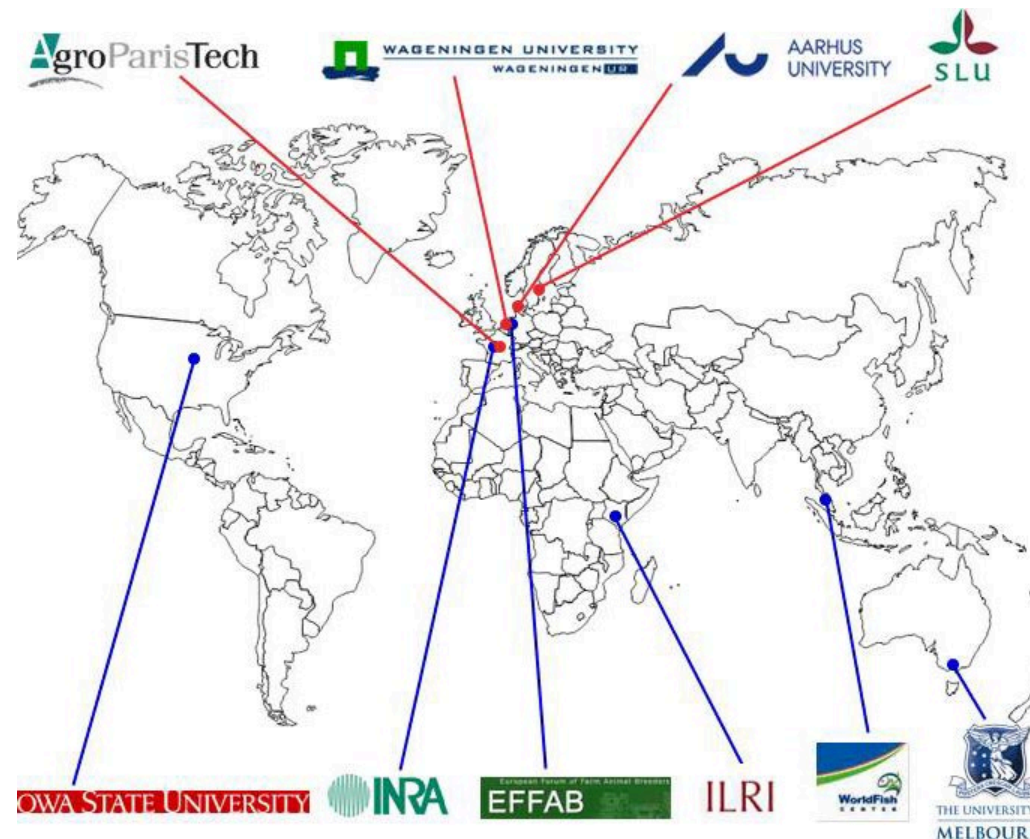 AgroParisTech
WAGENINGEN UNIVERSITY
WAGENINGEN UR
AARHUS
UNIVERSITY
SLU
OWA STATE UNIVERSITY
INRA
European Forum of Farm Animal Breeders
EFFAB
ILRI
WorldFish
CENTER
THE UNIVERSITY
MELBOUR